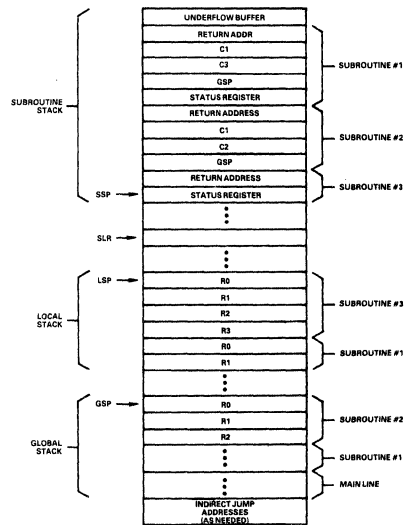 UNDERFLOW BUFFER
RETURN ADDR
C1
C3
GSP
STATUS REGISTER
SUBROUTINE #1
RETURN ADDRESS
C1
C2
GSP
SUBROUTINE #2
RETURN ADDRESS
STATUS REGISTER
SUBROUTINE #3
SUBROUTINE
STACK
SSP
SLR
LSP
R0
R1
R2
R3
SUBROUTINE #3
R0
R1
SUBROUTINE #1
LOCAL
STACK
GSP
R0
R1
R2
SUBROUTINE #2
SUBROUTINE #1
MAIN LINE
GLOBAL
STACK
INDIRECT JUMP
ADDRESSES
(AS NEEDED)